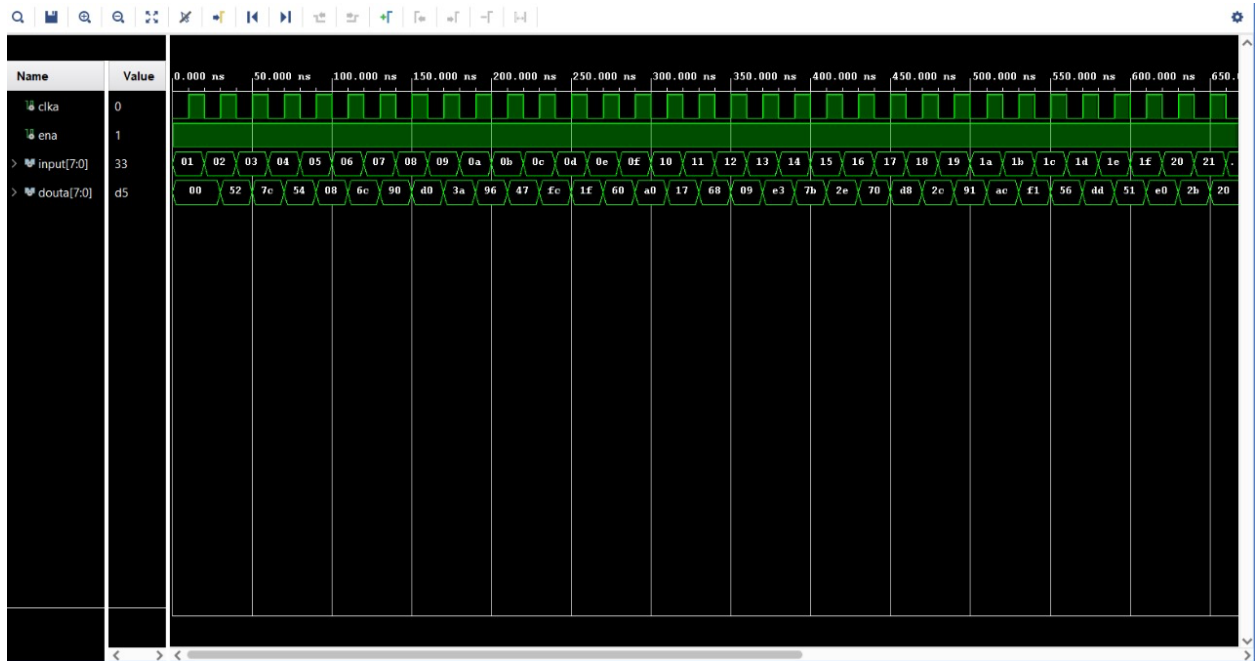 Name Value 0.000 ns 50.000 ns 100.000 ns 150.000 ns 200.000 ns 250.000 ns 300.000 ns 350.000 ns 400.000 ns 450.000 ns 500.000 ns 550.000 ns 600.000 ns 650.
clka 0
ena 1
input[7:0] 33 01 02 03 04 05 06 07 08 09 0a 0b 0c 0d 0e 0f 10 11 12 13 14 15 16 17 18 19 1a 1b 1c 1d 1e 1f 20 21 .
douta[7:0] d5 00 52 7c 54 08 6c 90 d0 3a 96 47 fc 1f 60 a0 17 68 09 e3 7b 2e 70 d8 2c 91 ac f1 56 dd 51 e0 2b 20